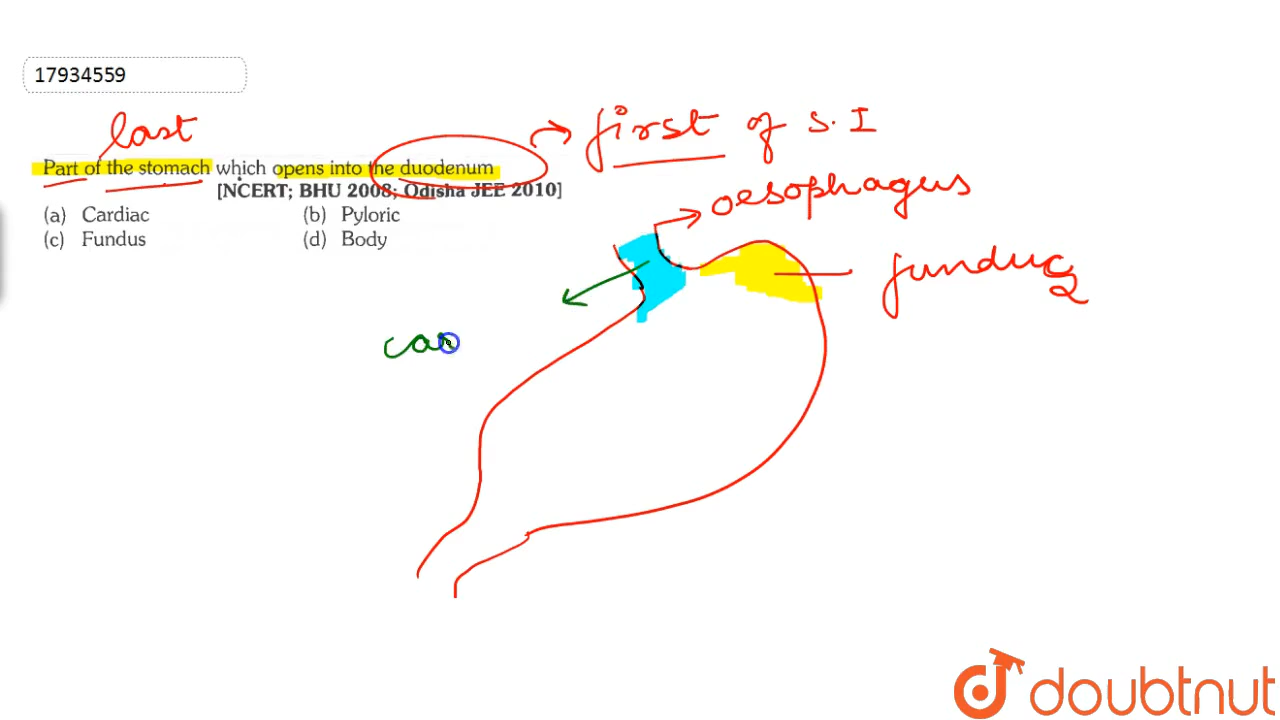 17934559
last
first of S.I
Part of the stomach which opens into the duodenum
[NCERT; BHU 2008; Odisha JEE 2010]
oesophagus
(a) Cardiac (b) Pyloric
(c) Fundus (d) Body
fundus
car
doubtnut